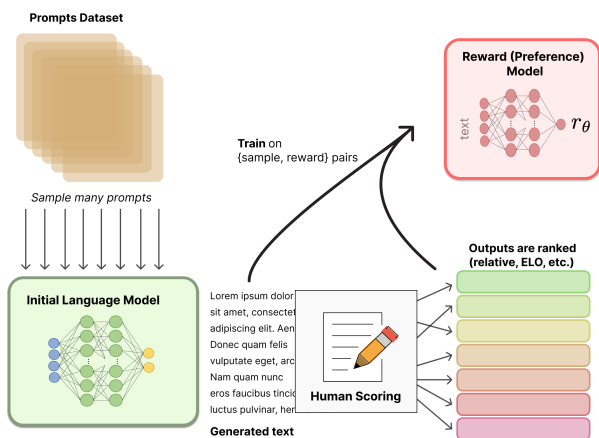 Prompts Dataset
Sample many prompts
Initial Language Model
Lorem ipsum dolor
sit amet, consectet
adipiscing elit. Aen
Donec quam felis
vulputate eget, arc
Nam quam nunc
eros faucibus tincid
luctus pulvinar, her
Generated text
Human Scoring
Train on
{sample, reward} pairs
Reward (Preference)
Model
text
rθ
Outputs are ranked
(relative, ELO, etc.)